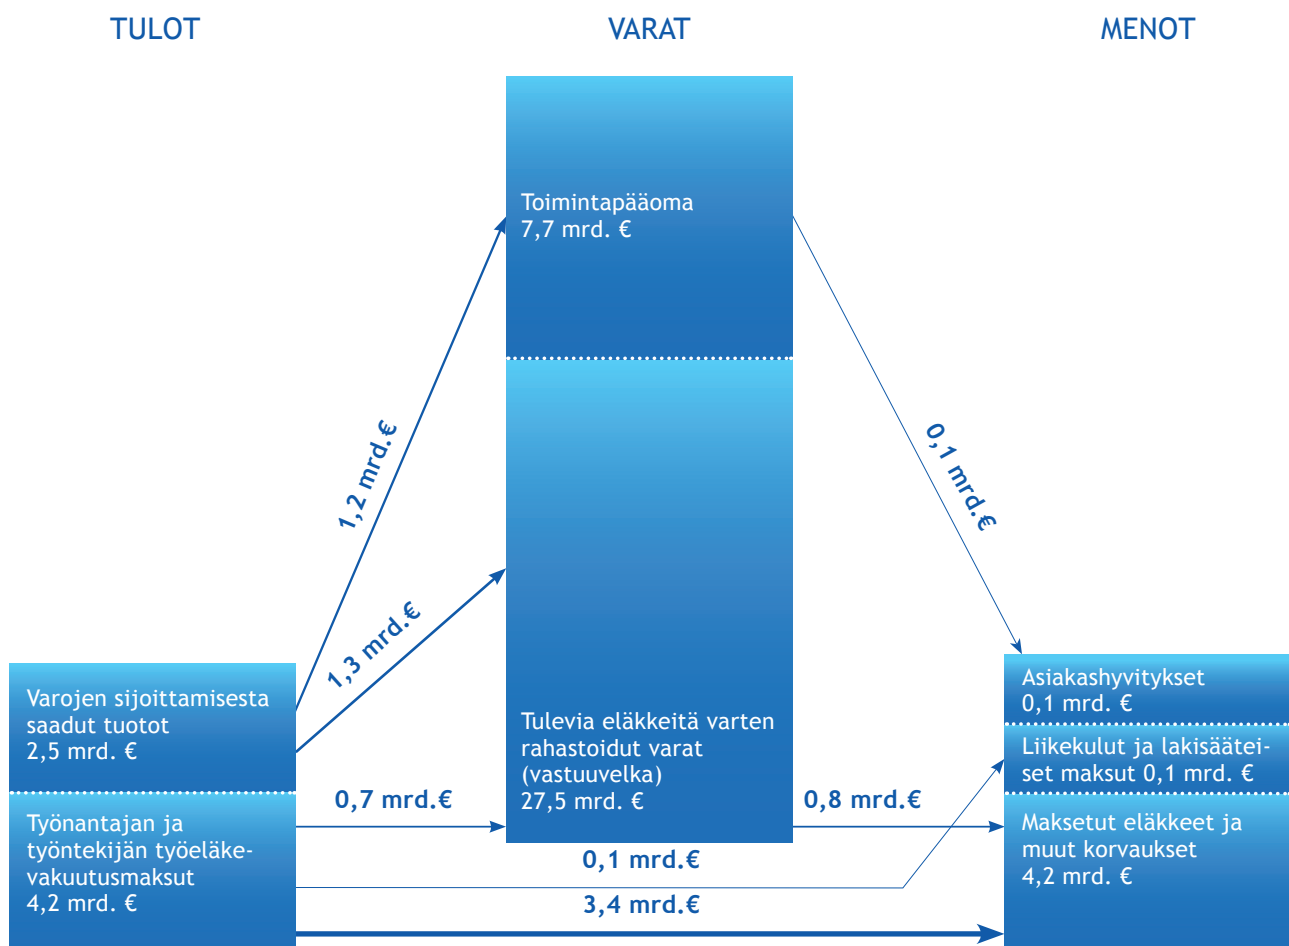 TULOT
VARAT
MENOT
Toimintapääoma
7,7 mrd. €
1,2 mrd.€
1,3 mrd.€
0,1 mrd.€
Varojen sijoittamisesta
saadut tuotot
2,5 mrd. €
Työnantajan ja
työntekijän työeläke-
vakuutusmaksut
4,2 mrd. €
0,7 mrd.€
Tulevia eläkkeitä varten
rahastoidut varat
(vastuuvelka)
27,5 mrd. €
0,8 mrd.€
0,1 mrd.€
3,4 mrd.€
Asiakashyvitykset
0,1 mrd. €
Liikekulut ja lakisäätei-
set maksut 0,1 mrd. €
Maksetut eläkkeet ja
muut korvaukset
4,2 mrd. €